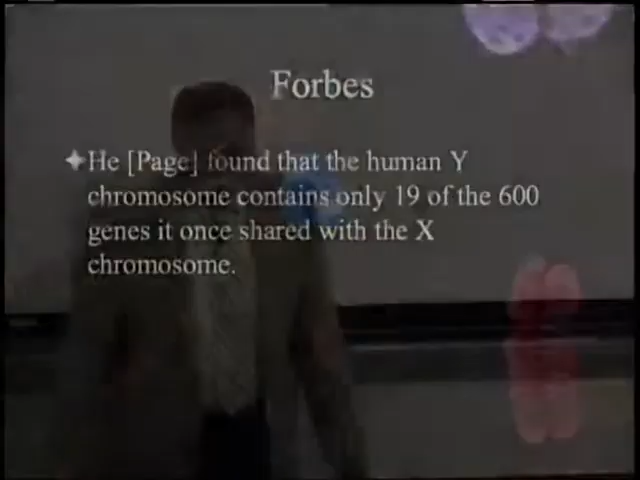 Forbes
He [Page] found that the human Y
chromosome contains only 19 of the 600
genes it once shared with the X
chromosome.